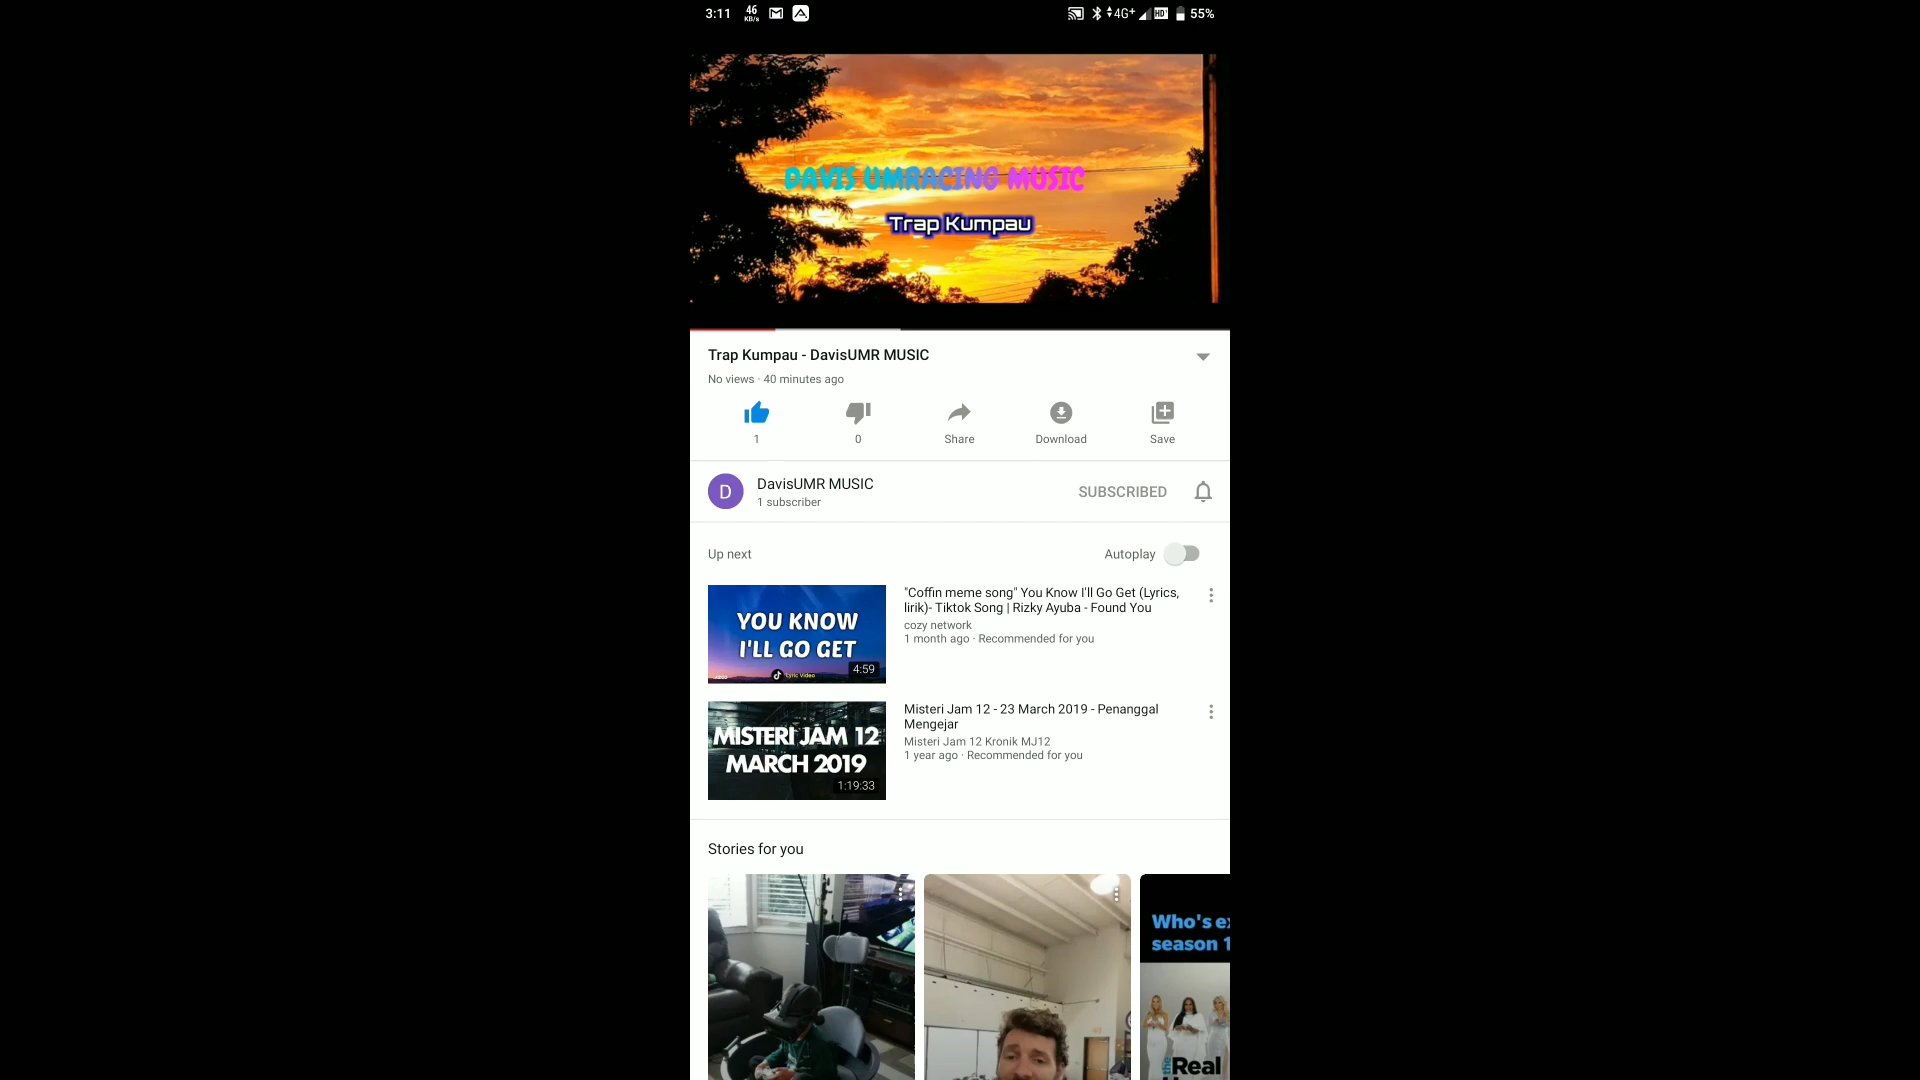 3:11
46
KB/s
4G+
HD
55%
DAVIS UMRACING MUSIC
Trap Kumpau
Trap Kumpau - DavisUMR MUSIC
No views · 40 minutes ago
1
0
Share
Download
Save
D
DavisUMR MUSIC
1 subscriber
SUBSCRIBED
Up next
Autoplay
YOU KNOW
I'LL GO GET
Lyric Video
4:59
"Coffin meme song" You Know I'll Go Get (Lyrics,
lirik)- Tiktok Song | Rizky Ayuba - Found You
cozy network
1 month ago · Recommended for you
MISTERI JAM 12
MARCH 2019
1:19:33
Misteri Jam 12 - 23 March 2019 - Penanggal
Mengejar
Misteri Jam 12 Kronik MJ12
1 year ago · Recommended for you
Stories for you
Who's ex
season 1
the Real